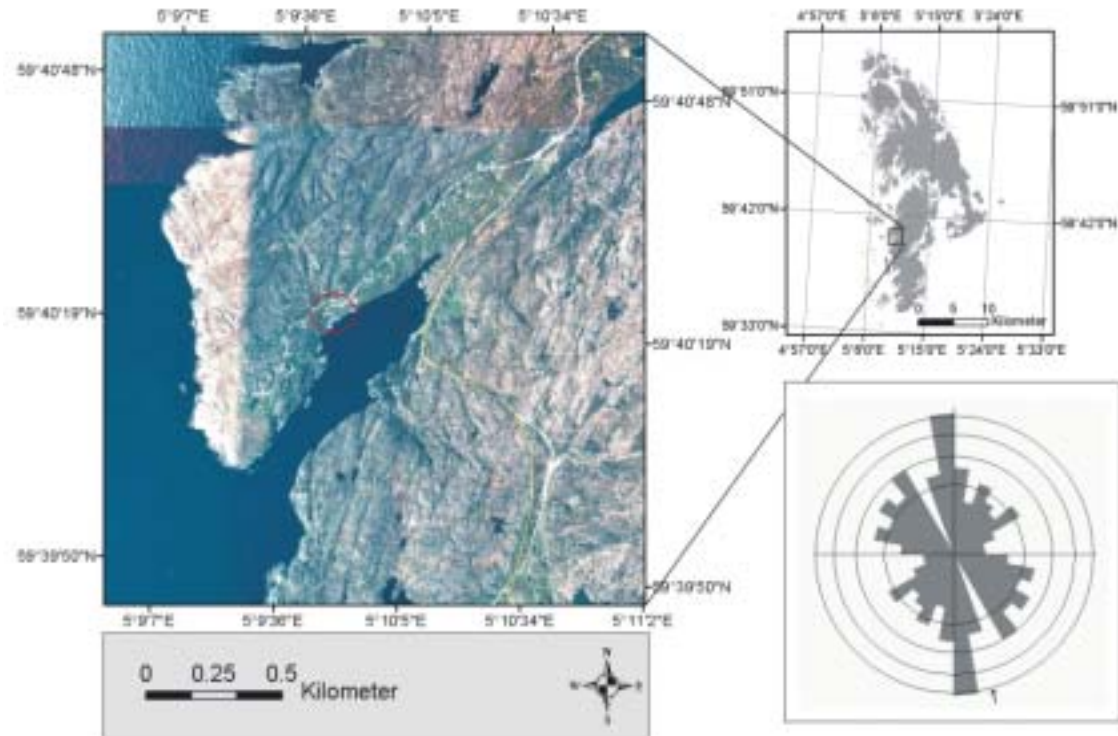 5°9'7"E 5°9'36"E 5°10'5"E 5°10'34"E
59°40'48"N
59°40'48"N
59°40'19"N
59°40'19"N
59°39'50"N
59°39'50"N
5°9'7"E 5°9'36"E 5°10'5"E 5°10'34"E 5°11'2"E
0 0.25 0.5
Kilometer
N
W E
S
4°57'0"E 5°6'0"E 5°15'0"E 5°24'0"E
59°51'0"N
59°51'0"N
59°42'0"N
59°42'0"N
0 5 10
Kilometer
59°33'0"N
4°57'0"E 5°6'0"E 5°15'0"E 5°24'0"E 5°33'0"E